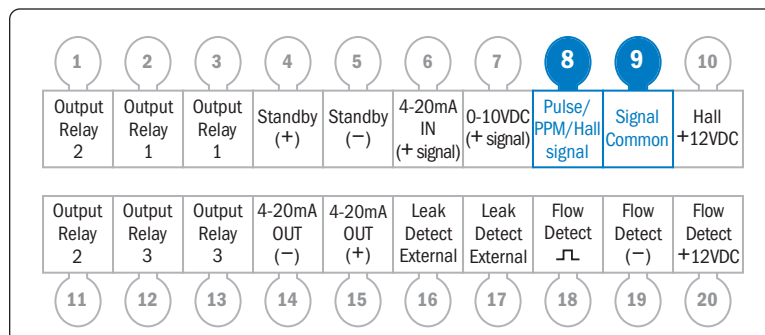 1 2 3 4 5 6 7 8 9 10
Output Relay 2
Output Relay 1
Output Relay 1
Standby (+)
Standby (−)
4-20mA IN (+ signal)
0-10VDC (+ signal)
Pulse/ PPM/Hall signal
Signal Common
Hall +12VDC
Output Relay 2
Output Relay 3
Output Relay 3
4-20mA OUT (−)
4-20mA OUT (+)
Leak Detect External
Leak Detect External
Flow Detect
Flow Detect (−)
Flow Detect +12VDC
11 12 13 14 15 16 17 18 19 20